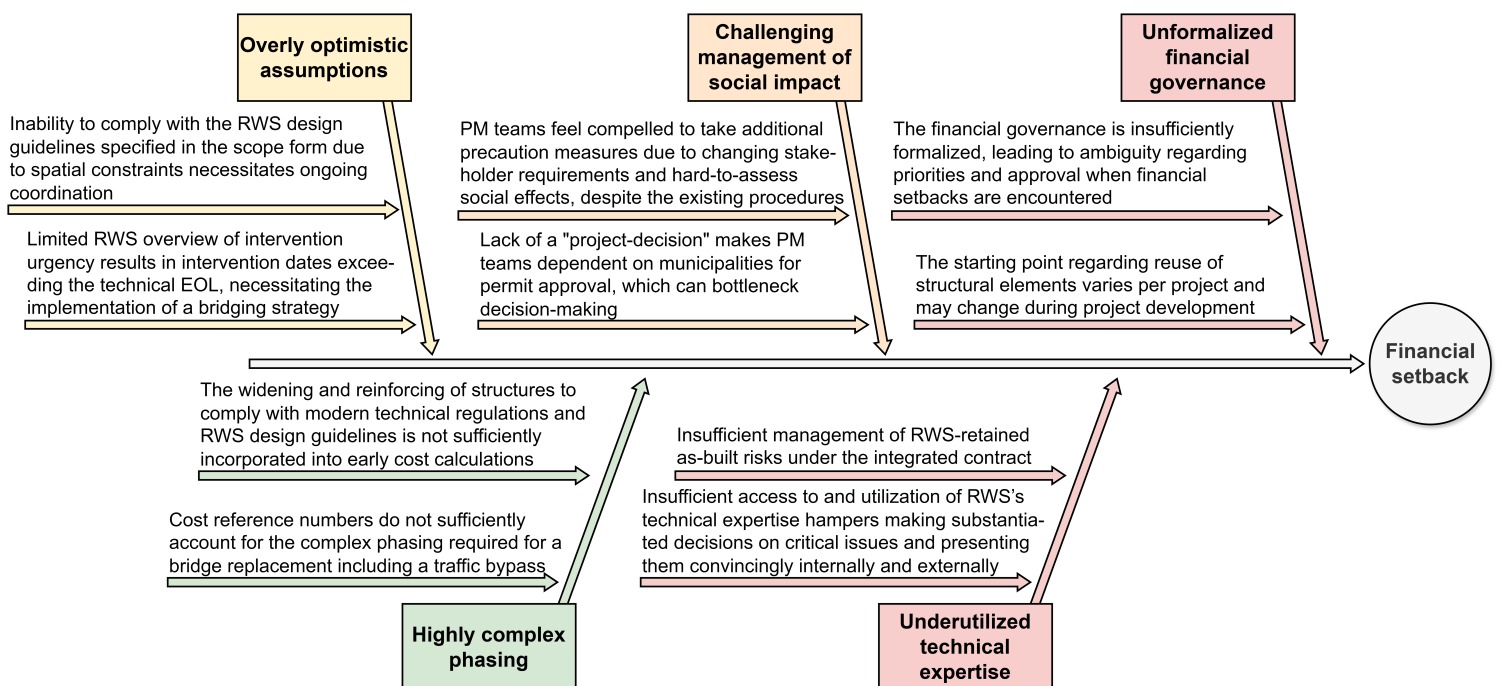 Overly optimistic
assumptions
Inability to comply with the RWS design
guidelines specified in the scope form due
to spatial constraints necessitates ongoing
coordination
Limited RWS overview of intervention
urgency results in intervention dates excee-
ding the technical EOL, necessitating the
implementation of a bridging strategy
Challenging
management of
social impact
PM teams feel compelled to take additional
precaution measures due to changing stake-
holder requirements and hard-to-assess
social effects, despite the existing procedures
Lack of a "project-decision" makes PM
teams dependent on municipalities for
permit approval, which can bottleneck
decision-making
Unformalized
financial
governance
The financial governance is insufficiently
formalized, leading to ambiguity regarding
priorities and approval when financial
setbacks are encountered
The starting point regarding reuse of
structural elements varies per project and
may change during project development
Financial
setback
The widening and reinforcing of structures to
comply with modern technical regulations and
RWS design guidelines is not sufficiently
incorporated into early cost calculations
Cost reference numbers do not sufficiently
account for the complex phasing required for a
bridge replacement including a traffic bypass
Highly complex
phasing
Insufficient management of RWS-retained
as-built risks under the integrated contract
Insufficient access to and utilization of RWS’s
technical expertise hampers making substantia-
ted decisions on critical issues and presenting
them convincingly internally and externally
Underutilized
technical
expertise